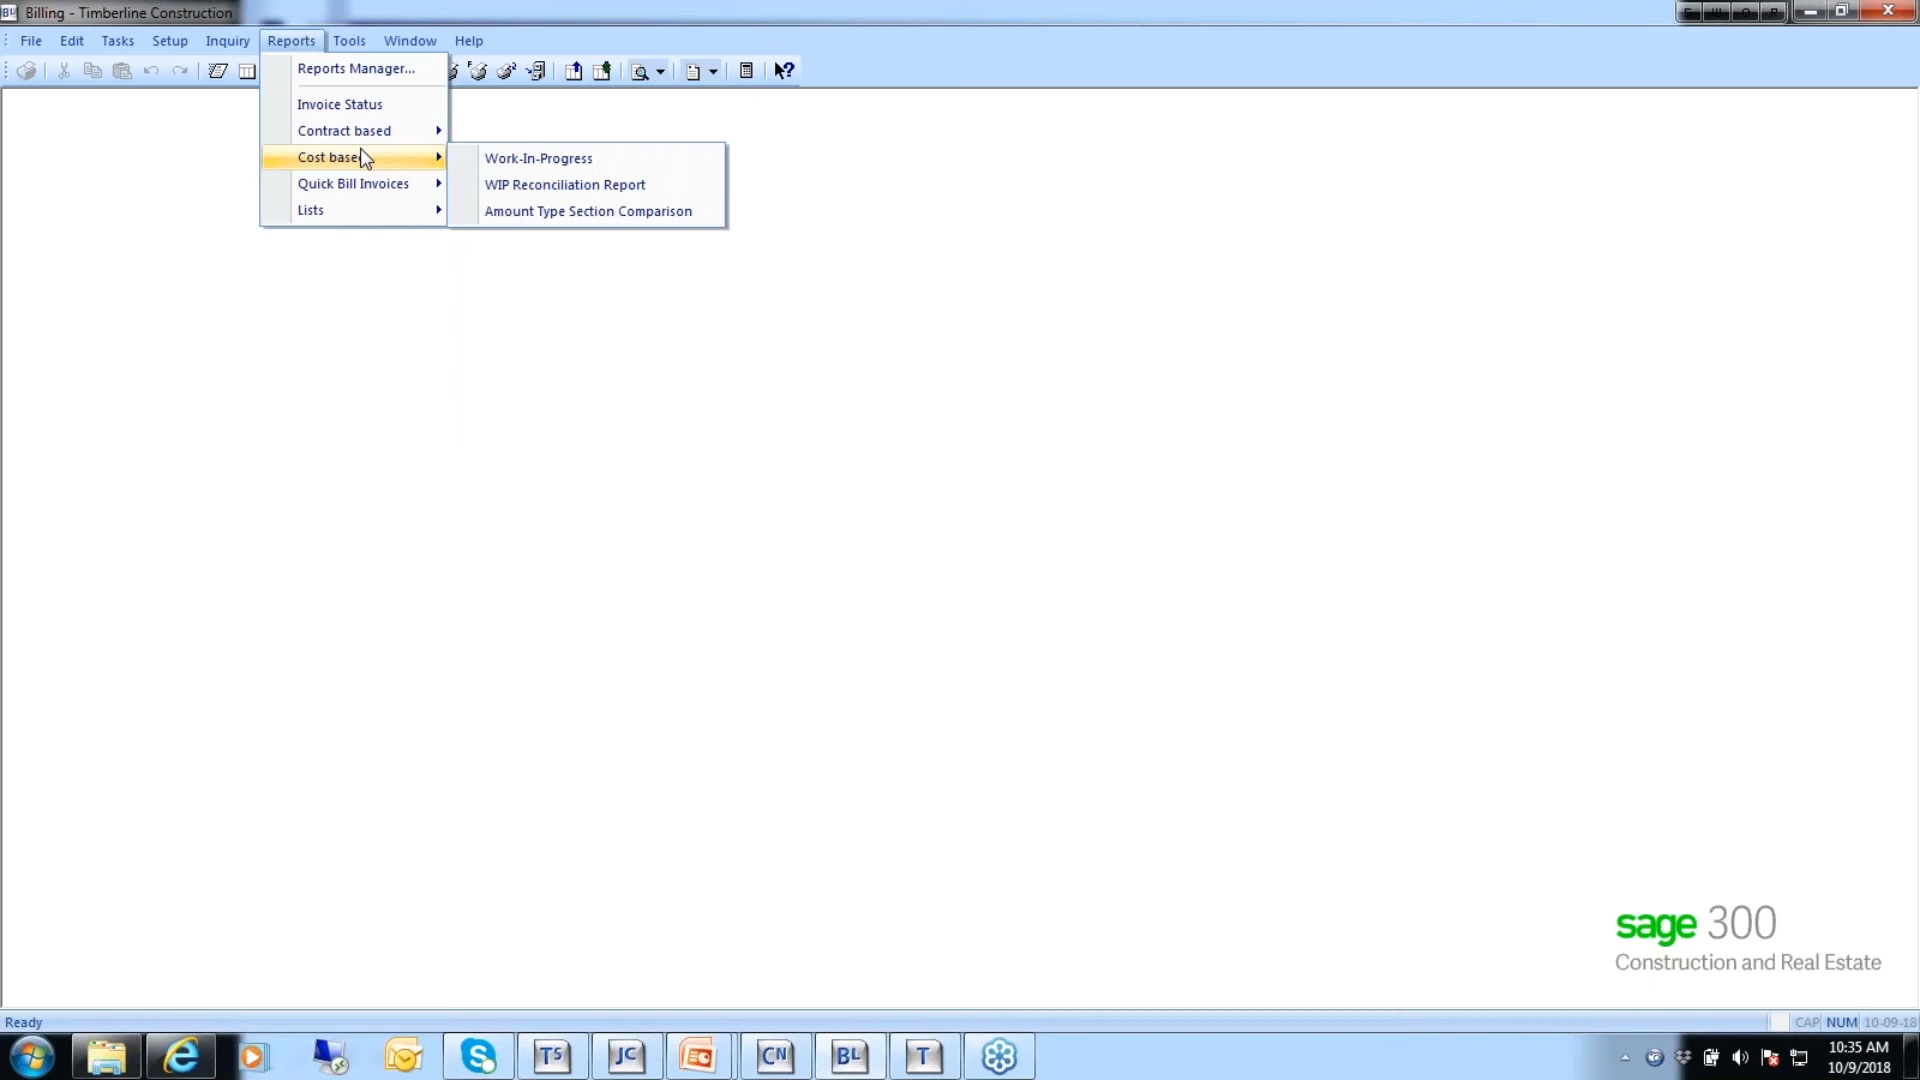 BL Billing - Timberline Construction
File Edit Tasks Setup Inquiry Reports Tools Window Help
Reports Manager...
Invoice Status
Contract based
Cost based
Work-In-Progress
Quick Bill Invoices
WIP Reconciliation Report
Lists
Amount Type Section Comparison
sage 300
Construction and Real Estate
Ready
CAP NUM 10-09-18
TS JC CN BL T
10:35 AM
10/9/2018